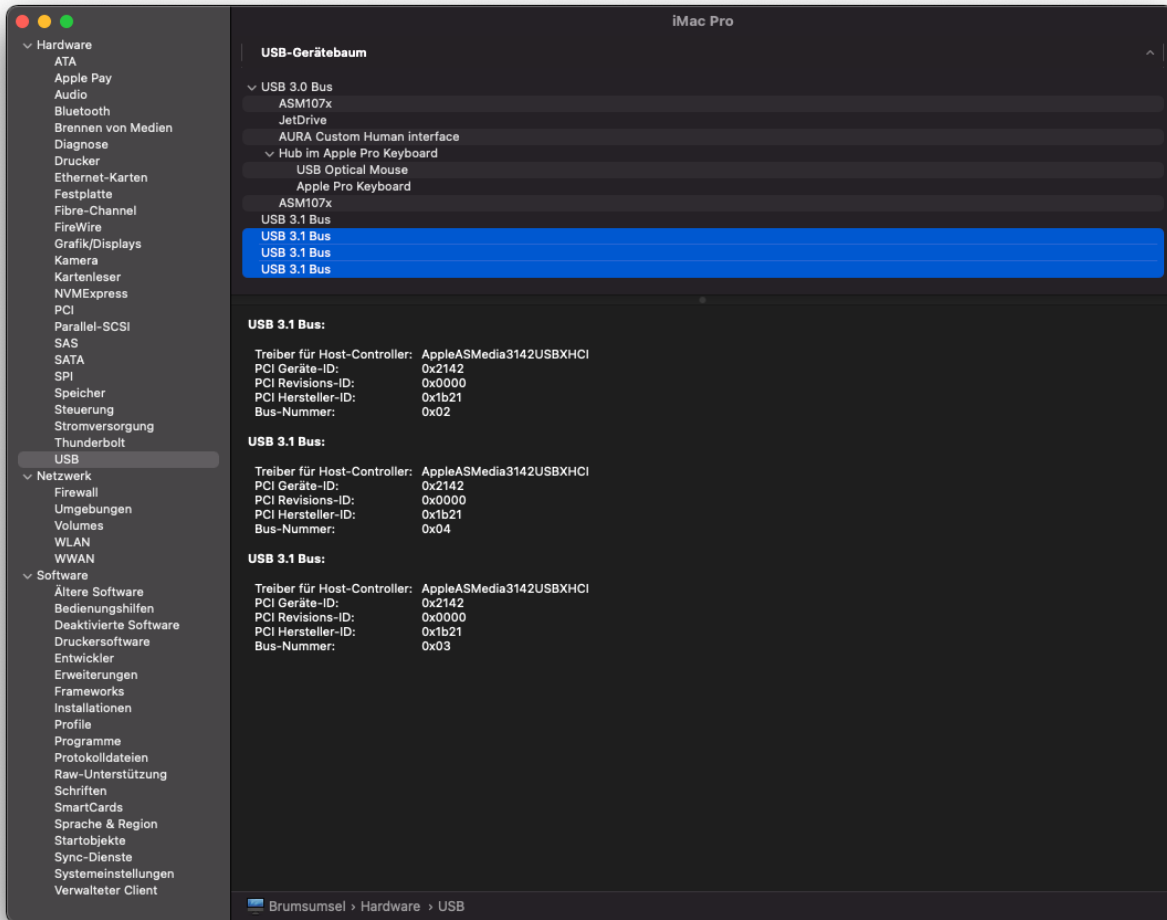 iMac Pro
Hardware
ATA
Apple Pay
Audio
Bluetooth
Brennen von Medien
Diagnose
Drucker
Ethernet-Karten
Festplatte
Fibre-Channel
FireWire
Grafik/Displays
Kamera
Kartenleser
NVMExpress
PCI
Parallel-SCSI
SAS
SATA
SPI
Speicher
Steuerung
Stromversorgung
Thunderbolt
USB
Netzwerk
Firewall
Umgebungen
Volumes
WLAN
WWAN
Software
Ältere Software
Bedienungshilfen
Deaktivierte Software
Druckersoftware
Entwickler
Erweiterungen
Frameworks
Installationen
Profile
Programme
Protokolldateien
Raw-Unterstützung
Schriften
SmartCards
Sprache & Region
Startobjekte
Sync-Dienste
Systemeinstellungen
Verwalteter Client
USB-Gerätebaum
USB 3.0 Bus
ASM107x
JetDrive
AURA Custom Human interface
Hub im Apple Pro Keyboard
USB Optical Mouse
Apple Pro Keyboard
ASM107x
USB 3.1 Bus
USB 3.1 Bus
USB 3.1 Bus
USB 3.1 Bus
USB 3.1 Bus:
Treiber für Host-Controller: AppleASMedia3142USBXHCI
PCI Geräte-ID: 0x2142
PCI Revisions-ID: 0x0000
PCI Hersteller-ID: 0x1b21
Bus-Nummer: 0x02
USB 3.1 Bus:
Treiber für Host-Controller: AppleASMedia3142USBXHCI
PCI Geräte-ID: 0x2142
PCI Revisions-ID: 0x0000
PCI Hersteller-ID: 0x1b21
Bus-Nummer: 0x04
USB 3.1 Bus:
Treiber für Host-Controller: AppleASMedia3142USBXHCI
PCI Geräte-ID: 0x2142
PCI Revisions-ID: 0x0000
PCI Hersteller-ID: 0x1b21
Bus-Nummer: 0x03
Brumsumsel › Hardware › USB